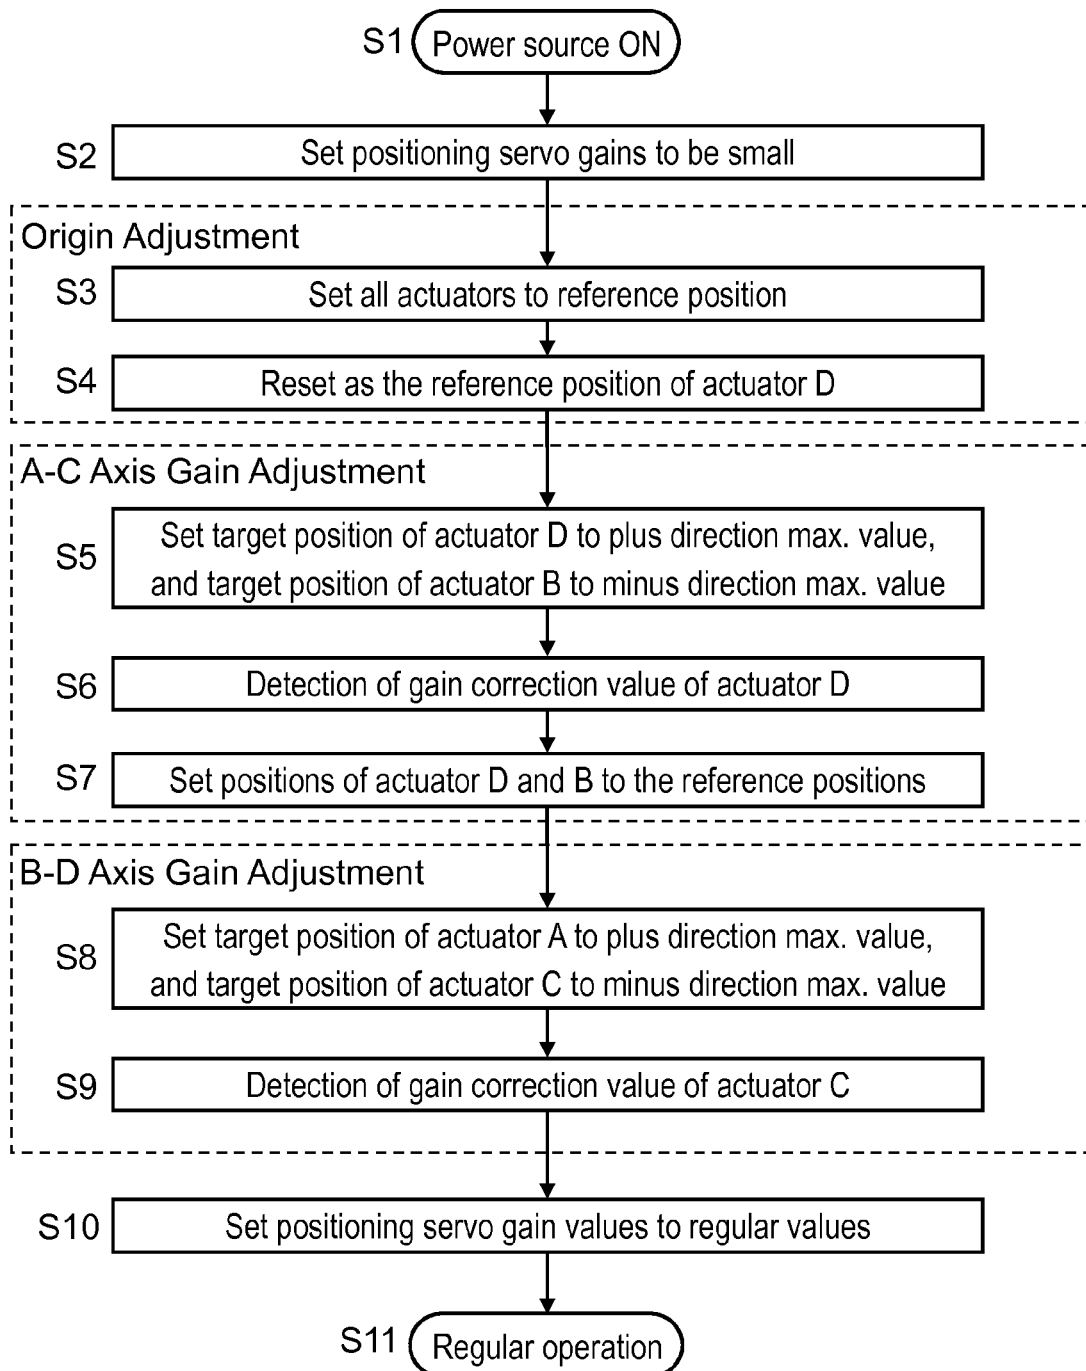 S1 Power source ON
S2 Set positioning servo gains to be small
Origin Adjustment
S3 Set all actuators to reference position
S4 Reset as the reference position of actuator D
A-C Axis Gain Adjustment
S5 Set target position of actuator D to plus direction max. value,
and target position of actuator B to minus direction max. value
S6 Detection of gain correction value of actuator D
S7 Set positions of actuator D and B to the reference positions
B-D Axis Gain Adjustment
S8 Set target position of actuator A to plus direction max. value,
and target position of actuator C to minus direction max. value
S9 Detection of gain correction value of actuator C
S10 Set positioning servo gain values to regular values
S11 Regular operation